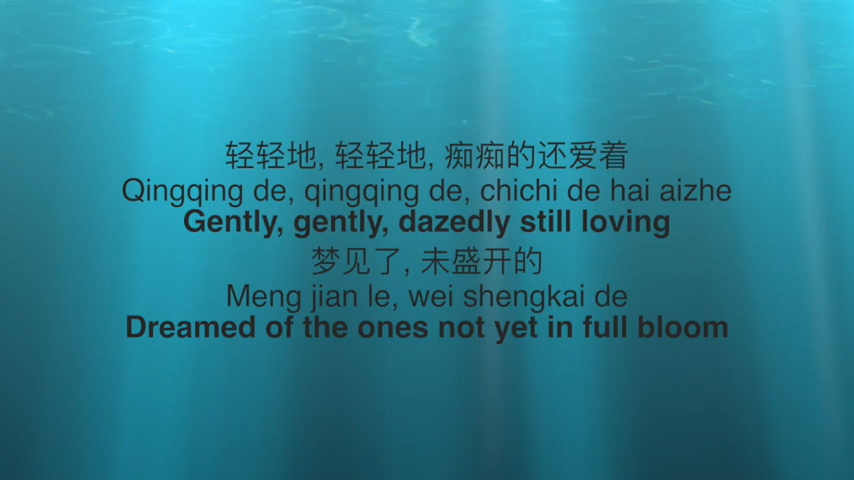 轻轻地, 轻轻地, 痴痴的还爱着
Qingqing de, qingqing de, chichi de hai aizhe
Gently, gently, dazedly still loving
梦见了, 未盛开的
Meng jian le, wei shengkai de
Dreamed of the ones not yet in full bloom